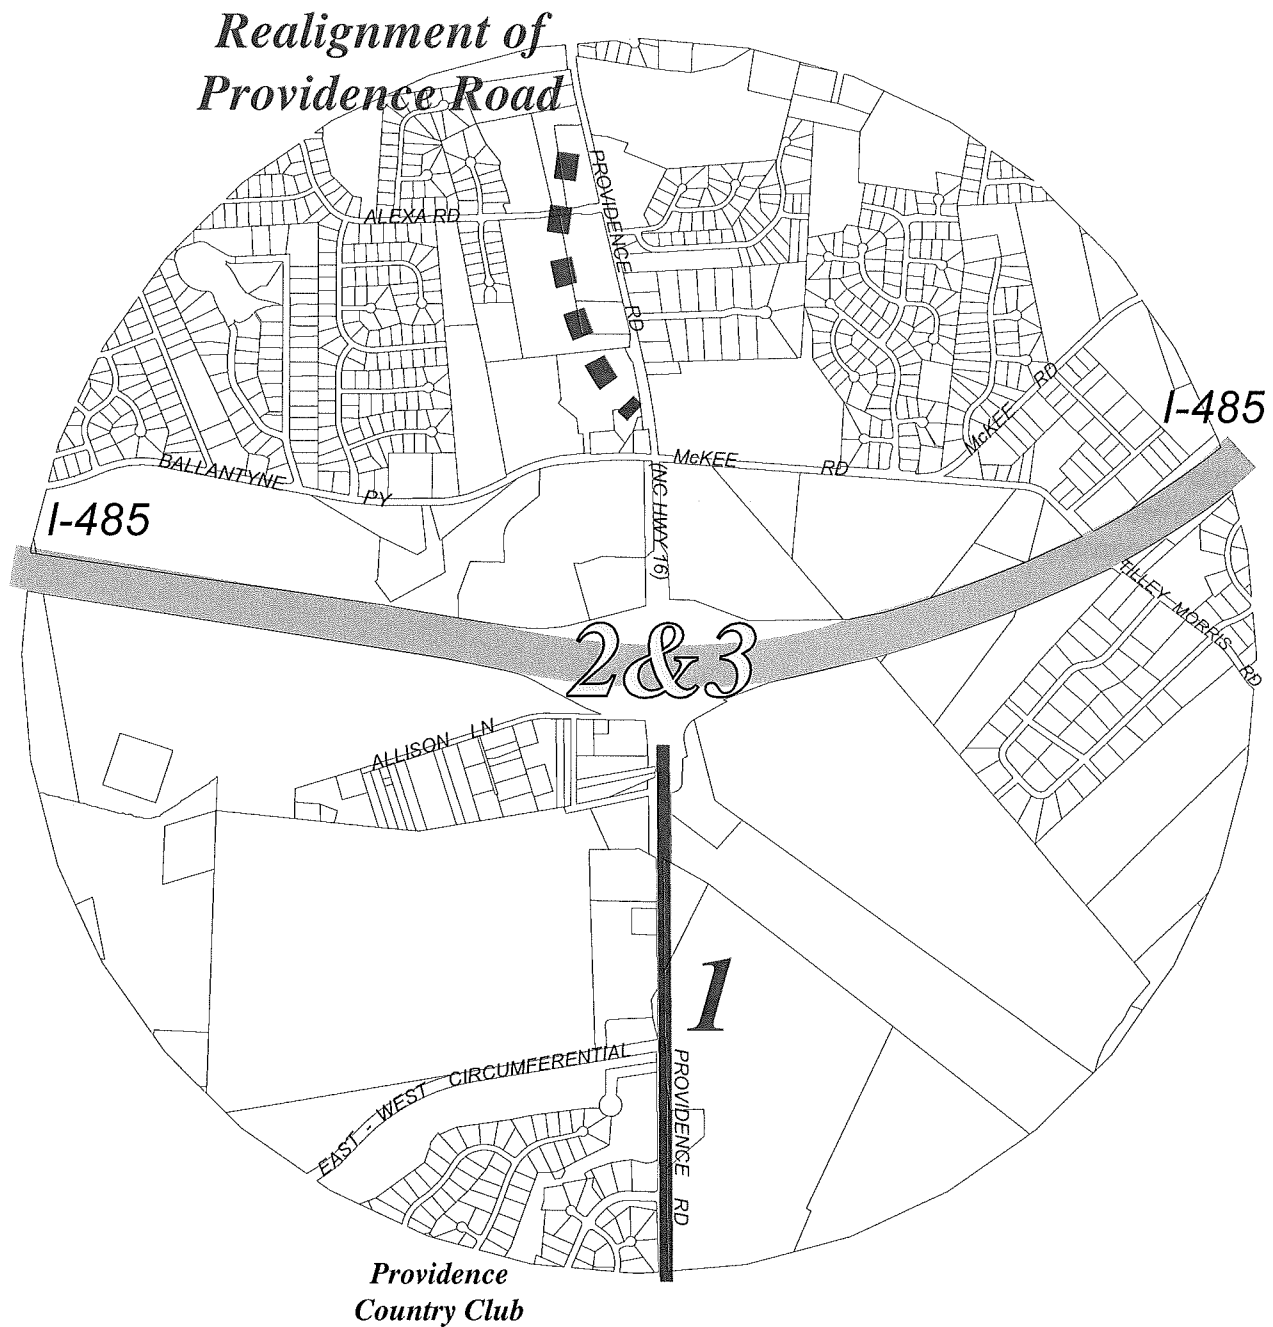 Realignment of
Providence Road
PROVIDENCE RD
ALEXA RD
I-485
McKEE RD
BALLANTYNE PY
McKEE RD
(NC HWY 16)
I-485
TILLEY MORRIS RD
2&3
ALLISON LN
1
EAST - WEST CIRCUMFERENTIAL
PROVIDENCE RD
Providence
Country Club